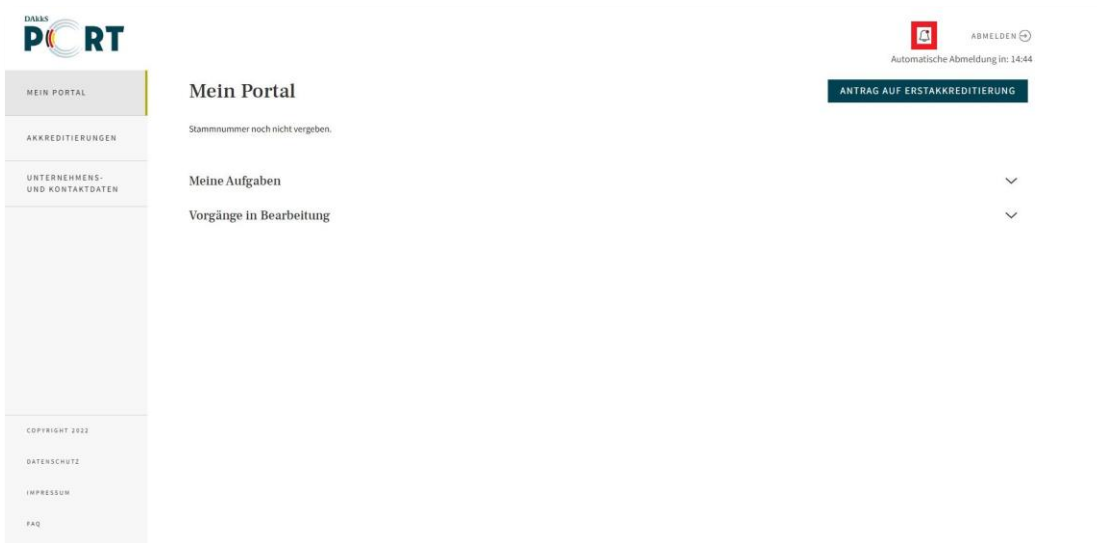 DAkkS
PORT
ABMELDEN
Automatische Abmeldung in: 14:44
MEIN PORTAL
AKKREDITIERUNGEN
UNTERNEHMENS-
UND KONTAKTDATEN
Mein Portal
ANTRAG AUF ERSTAKKREDITIERUNG
Stammnummer noch nicht vergeben.
Meine Aufgaben
Vorgänge in Bearbeitung
COPYRIGHT 2022
DATENSCHUTZ
IMPRESSUM
FAQ